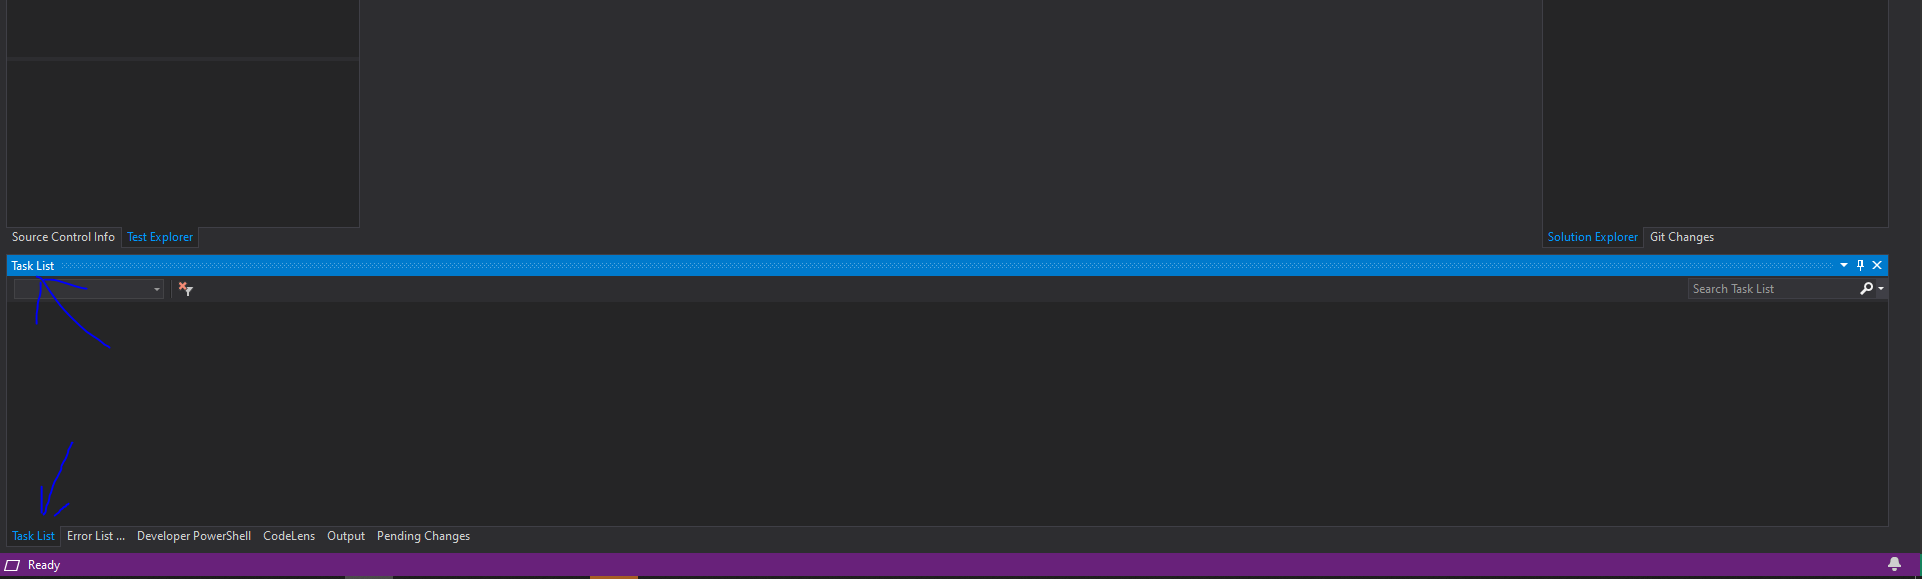 Source Control Info Test Explorer
Solution Explorer Git Changes
Task List
Search Task List
Task List Error List ... Developer PowerShell CodeLens Output Pending Changes
Ready